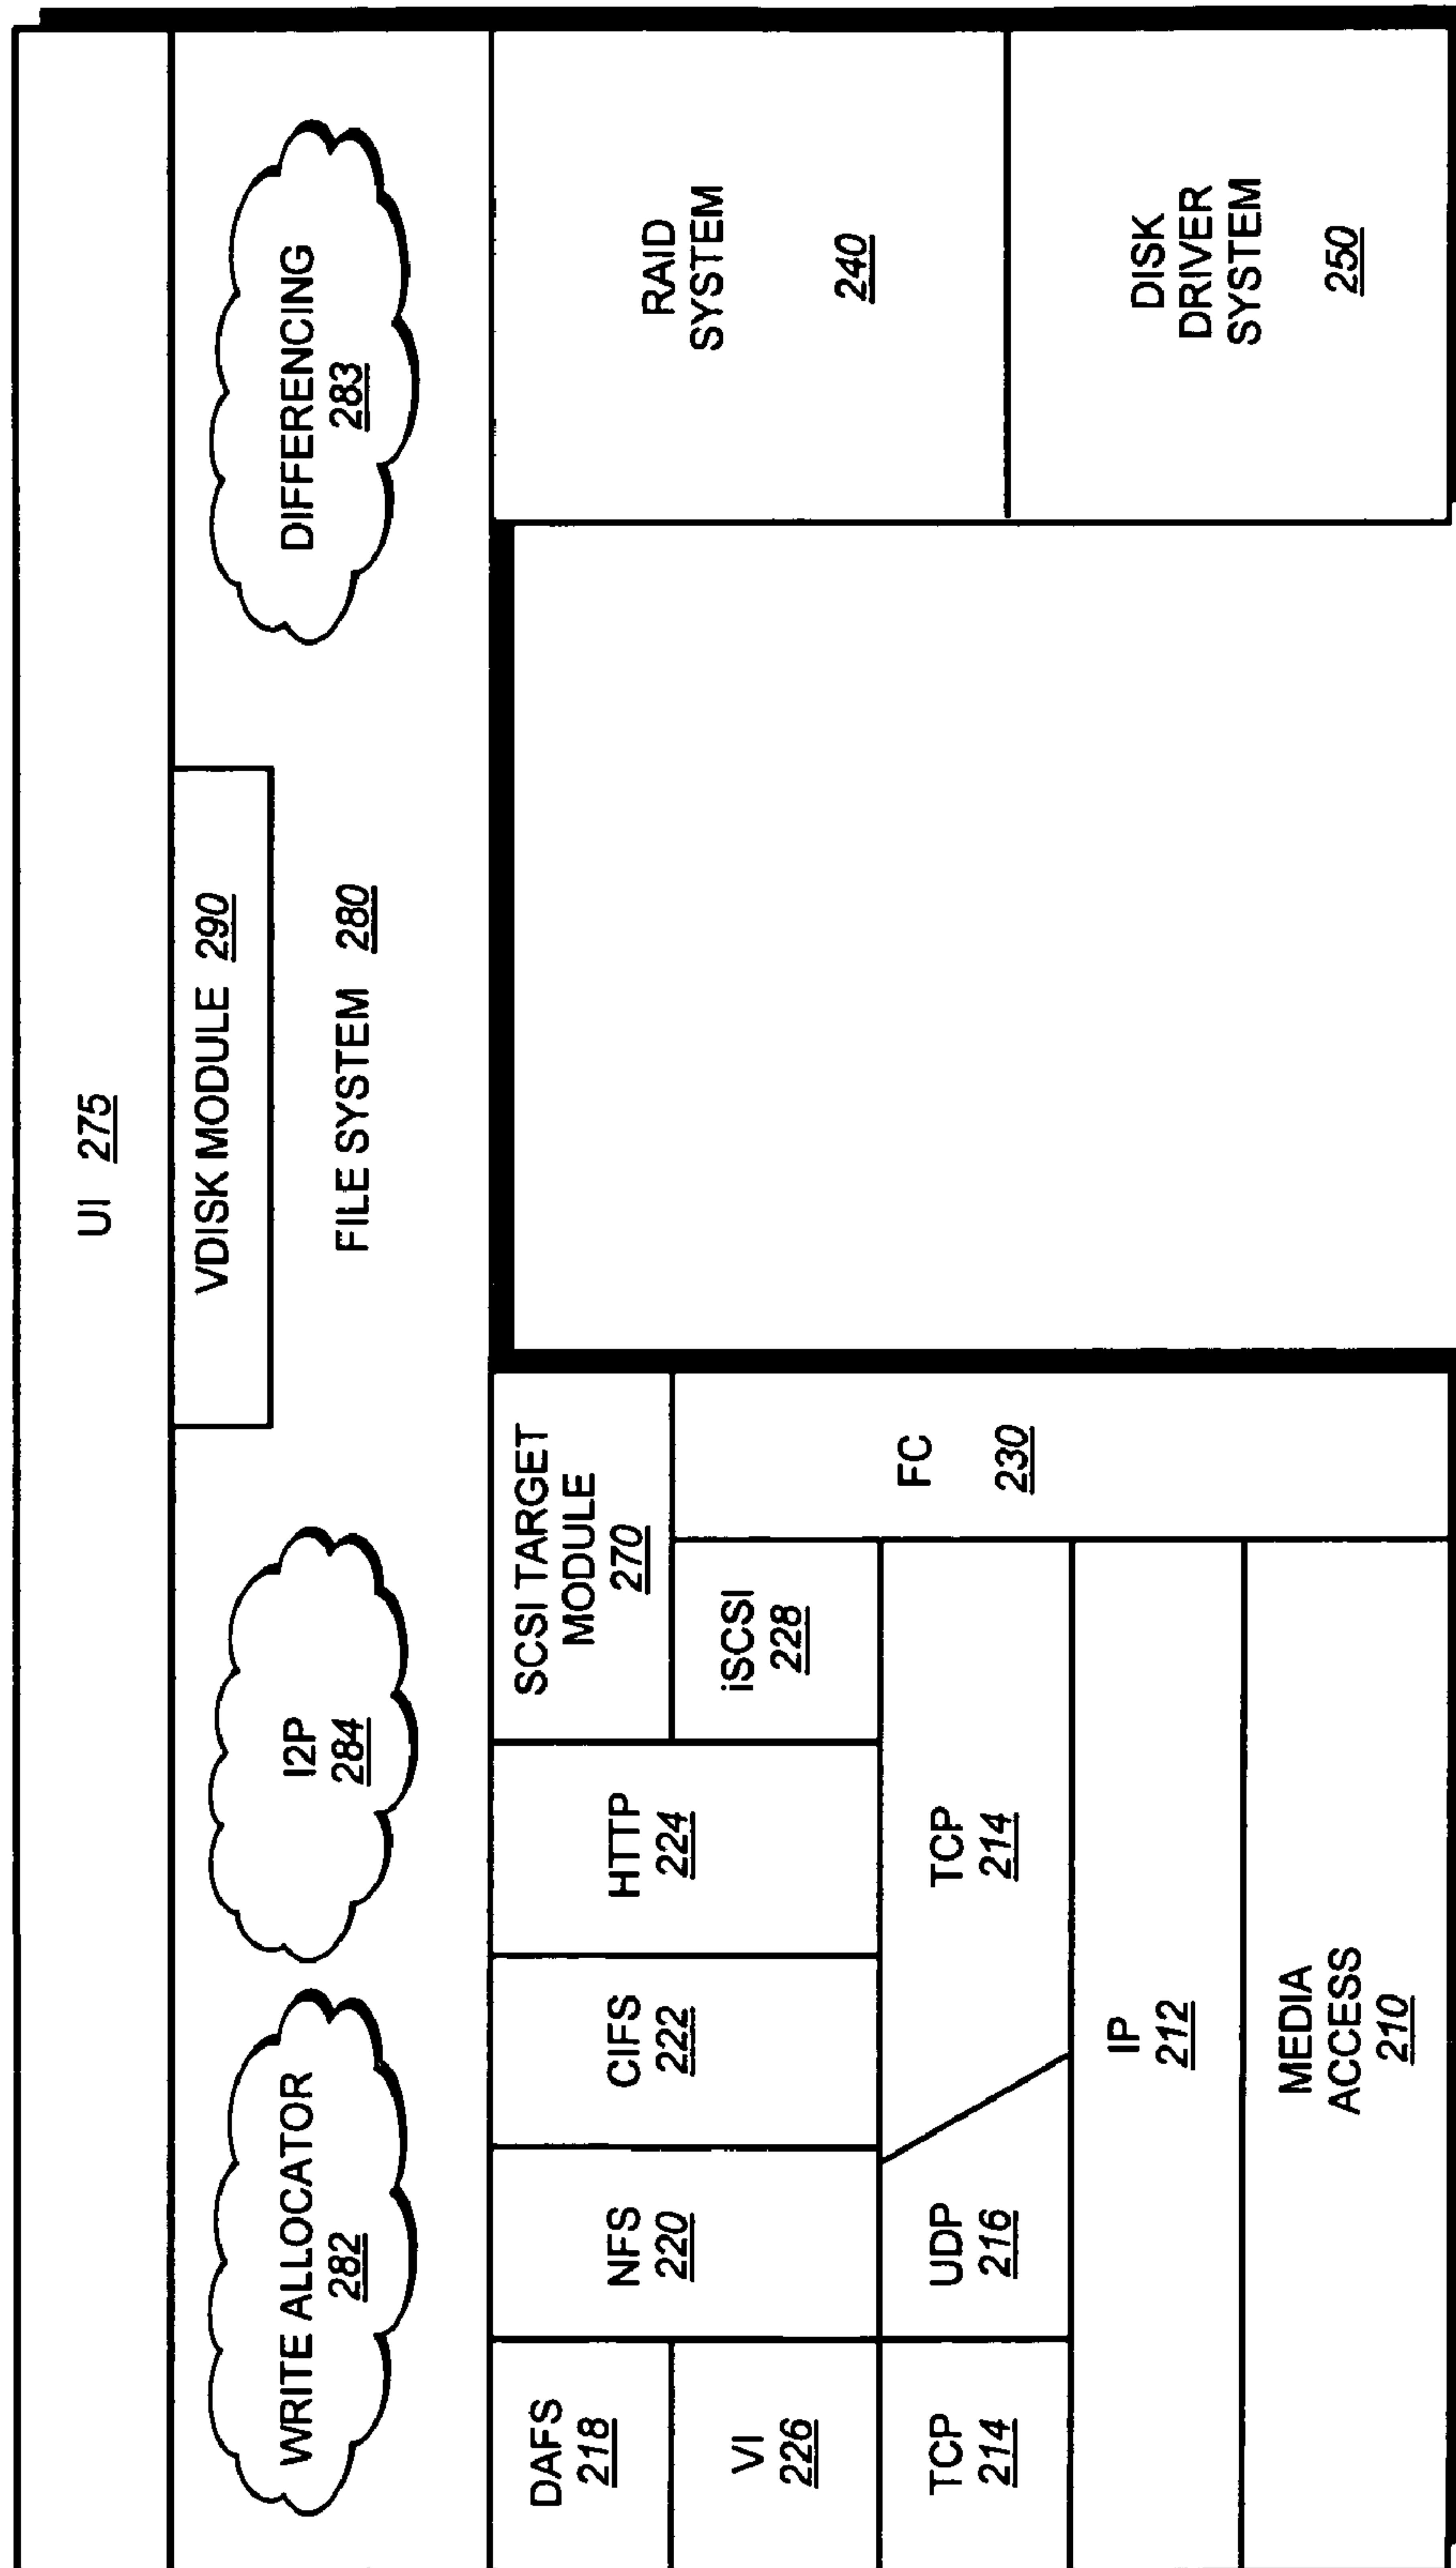 UI 275
VDISK MODULE 290
FILE SYSTEM 280
WRITE ALLOCATOR
282
I2P
284
DIFFERENCING
283
DAFS
218
VI
226
TCP
214
NFS
220
CIFS
222
HTTP
224
UDP
216
TCP
214
SCSI TARGET
MODULE
270
iSCSI
228
FC
230
IP
212
MEDIA
ACCESS
210
RAID
SYSTEM
240
DISK
DRIVER
SYSTEM
250